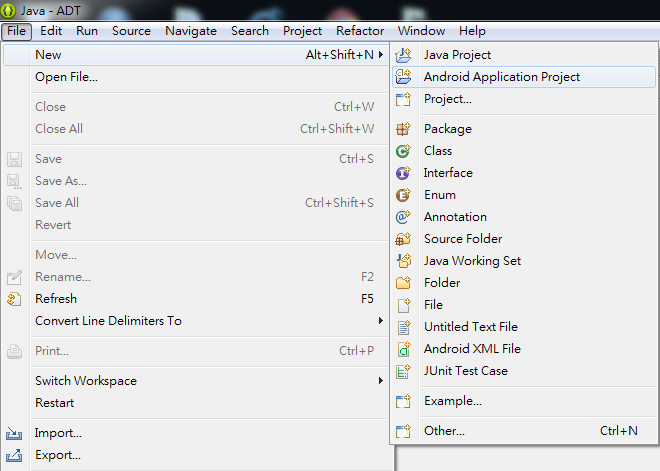 Java - ADT
File Edit Run Source Navigate Search Project Refactor Window Help
New Alt+Shift+N
Open File...
Close Ctrl+W
Close All Ctrl+Shift+W
Save Ctrl+S
Save As...
Save All Ctrl+Shift+S
Revert
Move...
Rename... F2
Refresh F5
Convert Line Delimiters To
Print... Ctrl+P
Switch Workspace
Restart
Import...
Export...
Java Project
Android Application Project
Project...
Package
Class
Interface
Enum
Annotation
Source Folder
Java Working Set
Folder
File
Untitled Text File
Android XML File
JUnit Test Case
Example...
Other... Ctrl+N